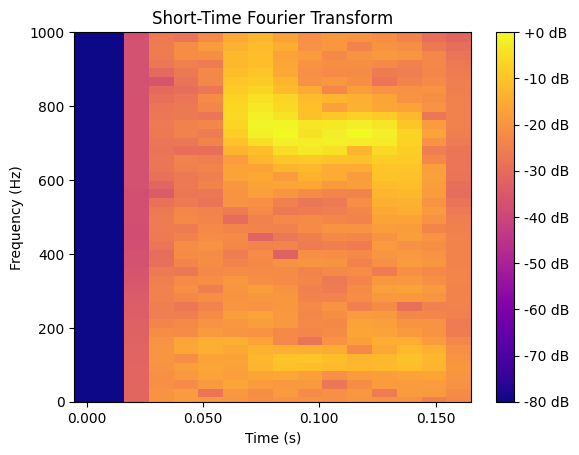 Short-Time Fourier Transform
1000
800
600
400
200
0
Frequency (Hz)
0.000
0.050
0.100
0.150
Time (s)
+0 dB
-10 dB
-20 dB
-30 dB
-40 dB
-50 dB
-60 dB
-70 dB
-80 dB